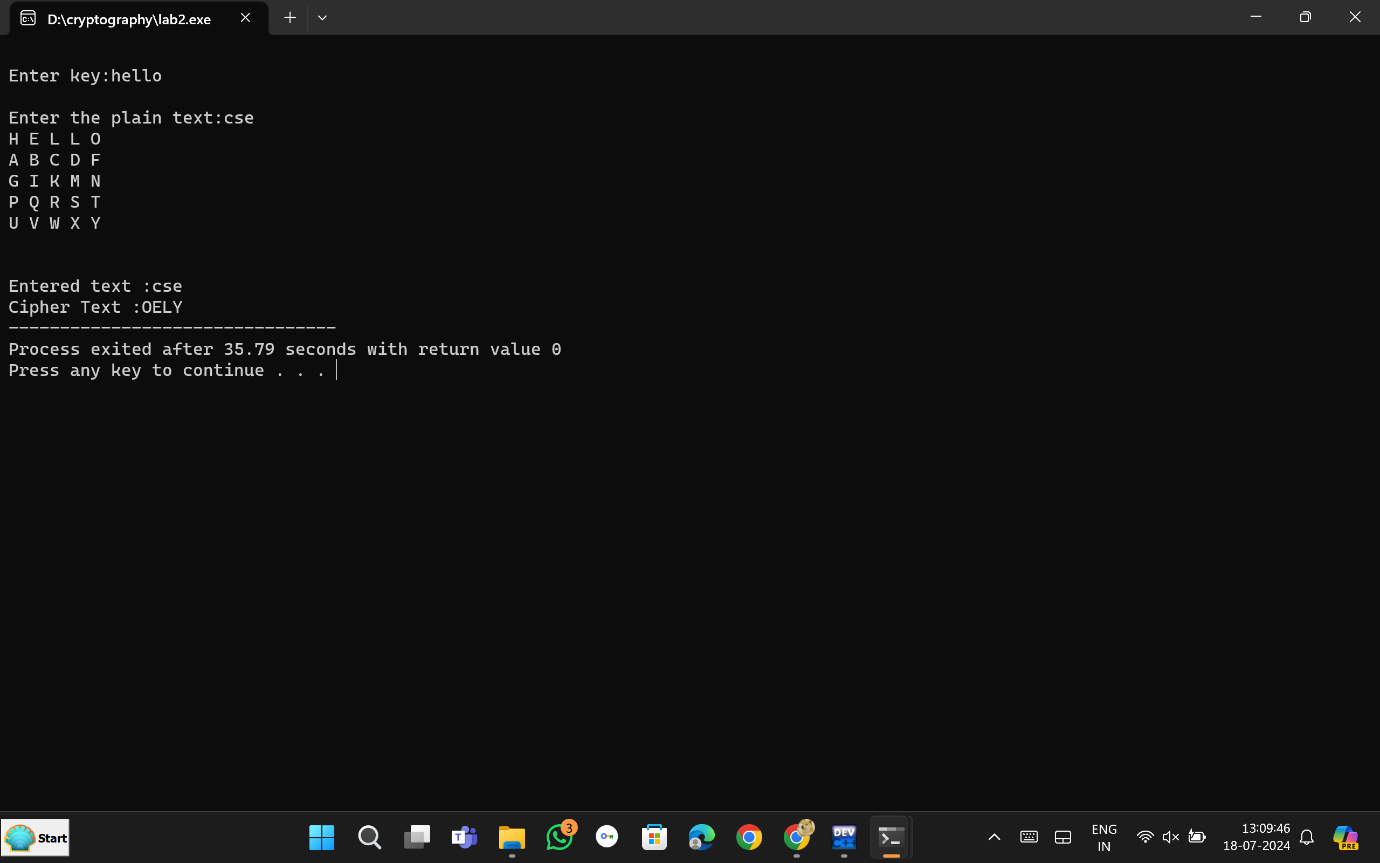 D:\cryptography\lab2.exe
Enter key:hello
Enter the plain text:cse
H E L L O
A B C D F
G I K M N
P Q R S T
U V W X Y
Entered text :cse
Cipher Text :OELY
--------------------------------
Process exited after 35.79 seconds with return value 0
Press any key to continue . . .
Start
T
3
DEV
ENG
IN
13:09:46
18-07-2024
PRE